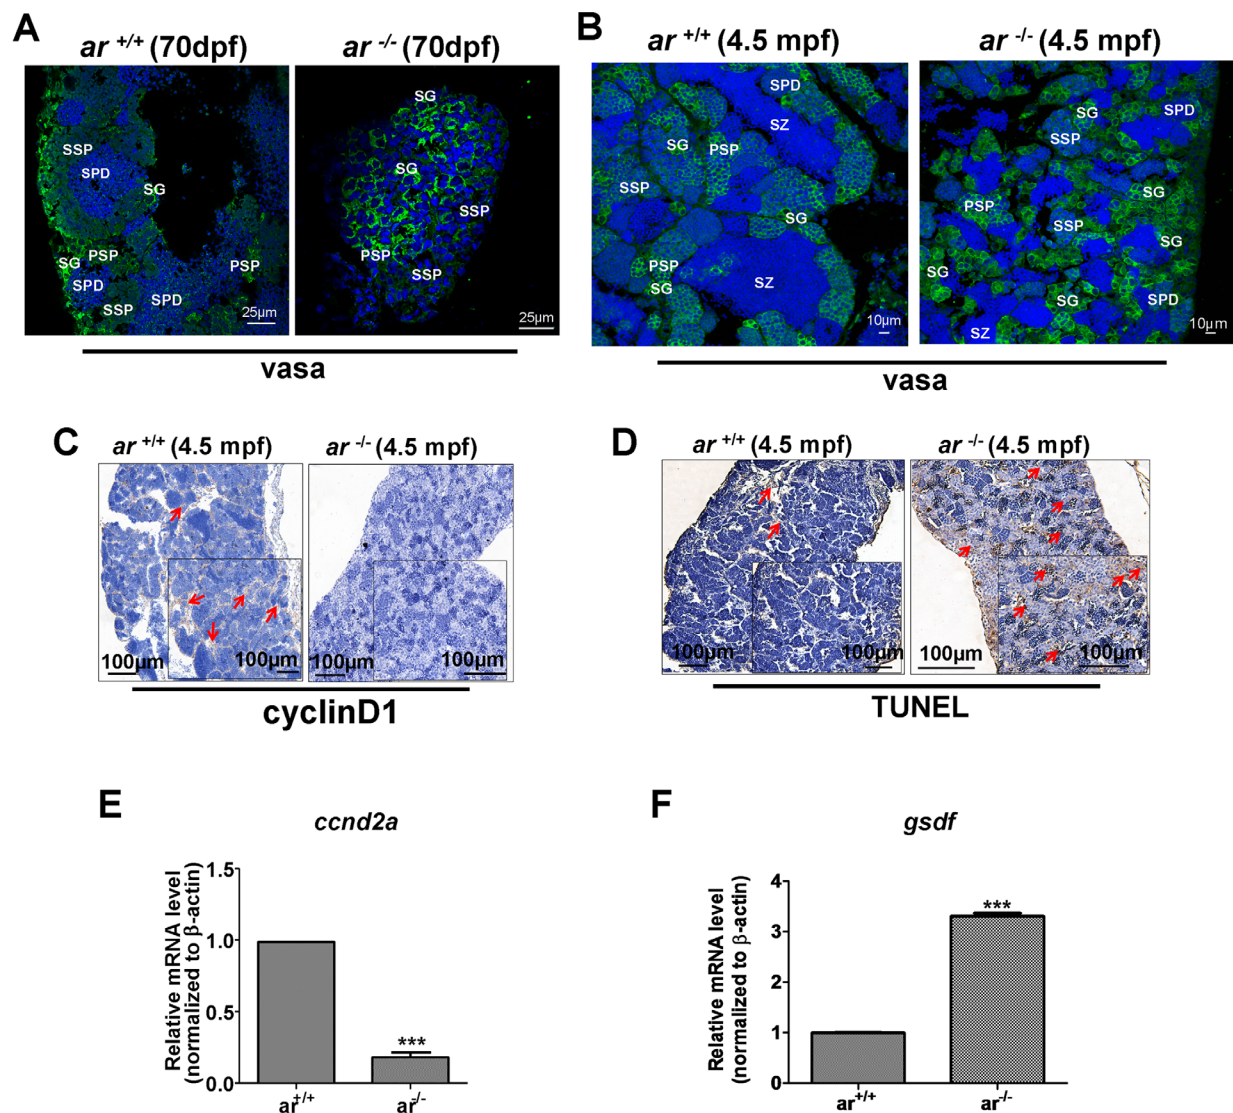 A
ar +/+ (70dpf)
ar -/- (70dpf)
SSP
SPD
SG
SG
PSP
PSP
SPD
SSP
SPD
25µm
SG
SG
SSP
PSP
SSP
25µm
vasa
B
ar +/+ (4.5 mpf)
ar -/- (4.5 mpf)
SPD
SZ
SG
PSP
SSP
SG
PSP
SG
SZ
10µm
SG
SPD
SSP
SG
PSP
SSP
SG
SG
SG
SPD
SZ
10µm
vasa
C
ar +/+ (4.5 mpf)
ar -/- (4.5 mpf)
100µm
100µm
100µm
100µm
cyclinD1
D
ar +/+ (4.5 mpf)
ar -/- (4.5 mpf)
100µm
100µm
100µm
100µm
TUNEL
E
ccnd2a
Relative mRNA level
(normalized to β-actin)
1.5
1.0
0.5
0.0
***
ar+/+
ar-/-
F
gsdf
Relative mRNA level
(normalized to β-actin)
4
3
2
1
0
***
ar+/+
ar-/-